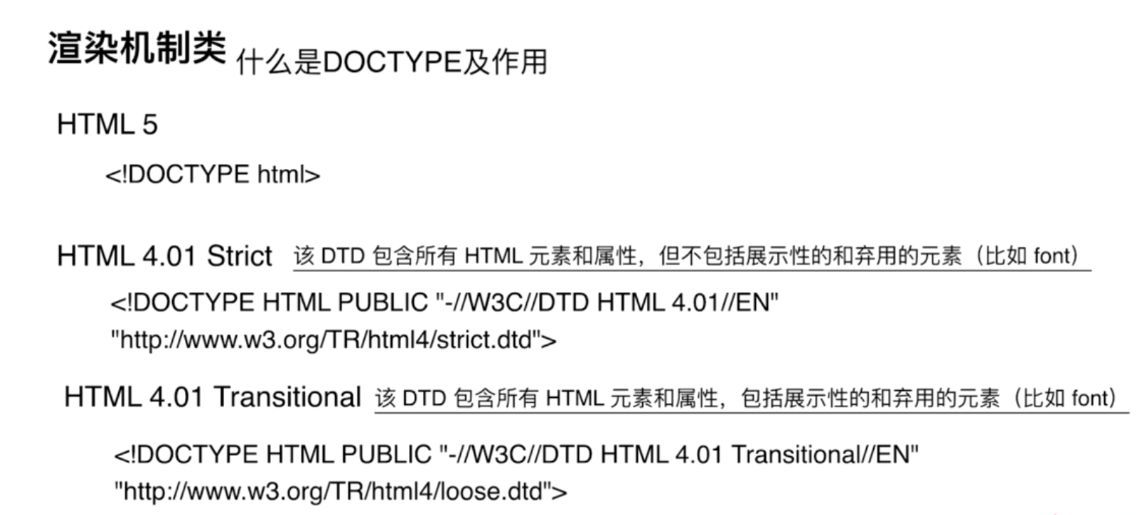 渲染机制类 什么是DOCTYPE及作用
HTML 5
<!DOCTYPE html>
HTML 4.01 Strict 该 DTD 包含所有 HTML 元素和属性，但不包括展示性的和弃用的元素（比如 font）
<!DOCTYPE HTML PUBLIC "-//W3C//DTD HTML 4.01//EN"
"http://www.w3.org/TR/html4/strict.dtd">
HTML 4.01 Transitional 该 DTD 包含所有 HTML 元素和属性，包括展示性的和弃用的元素（比如 font）
<!DOCTYPE HTML PUBLIC "-//W3C//DTD HTML 4.01 Transitional//EN"
"http://www.w3.org/TR/html4/loose.dtd">